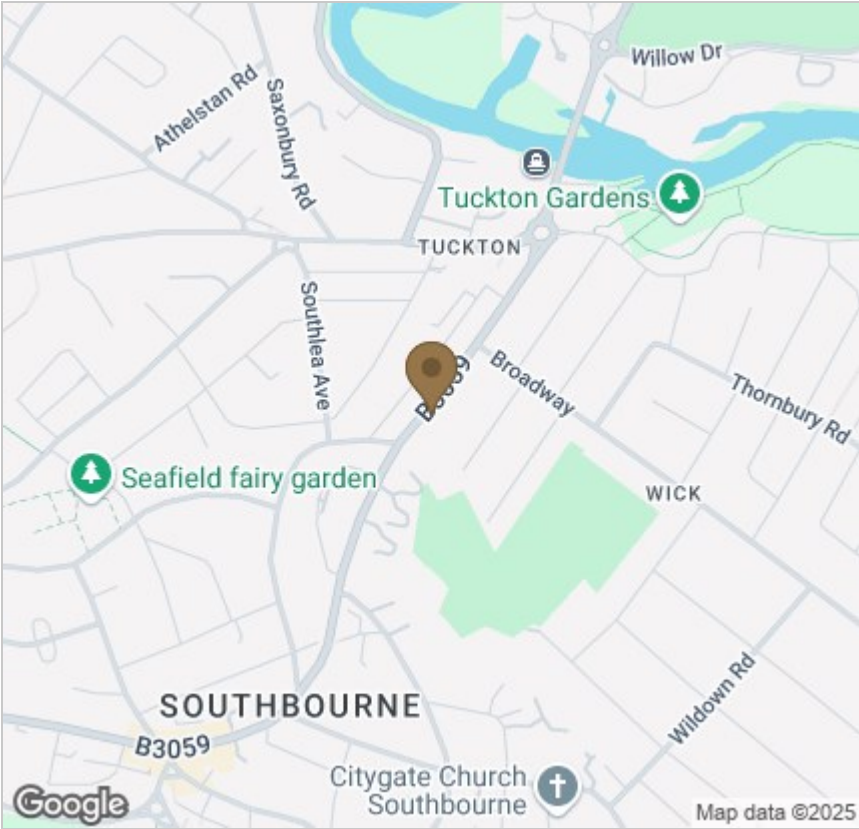 Willow Dr
Athelstan Rd
Saxonbury Rd
Tuckton Gardens
TUCKTON
Southlea Ave
B3059
Broadway
Thornbury Rd
Seafield fairy garden
WICK
Wildown Rd
SOUTHBOURNE
B3059
Citygate Church
Southbourne
Google
Map data ©2025